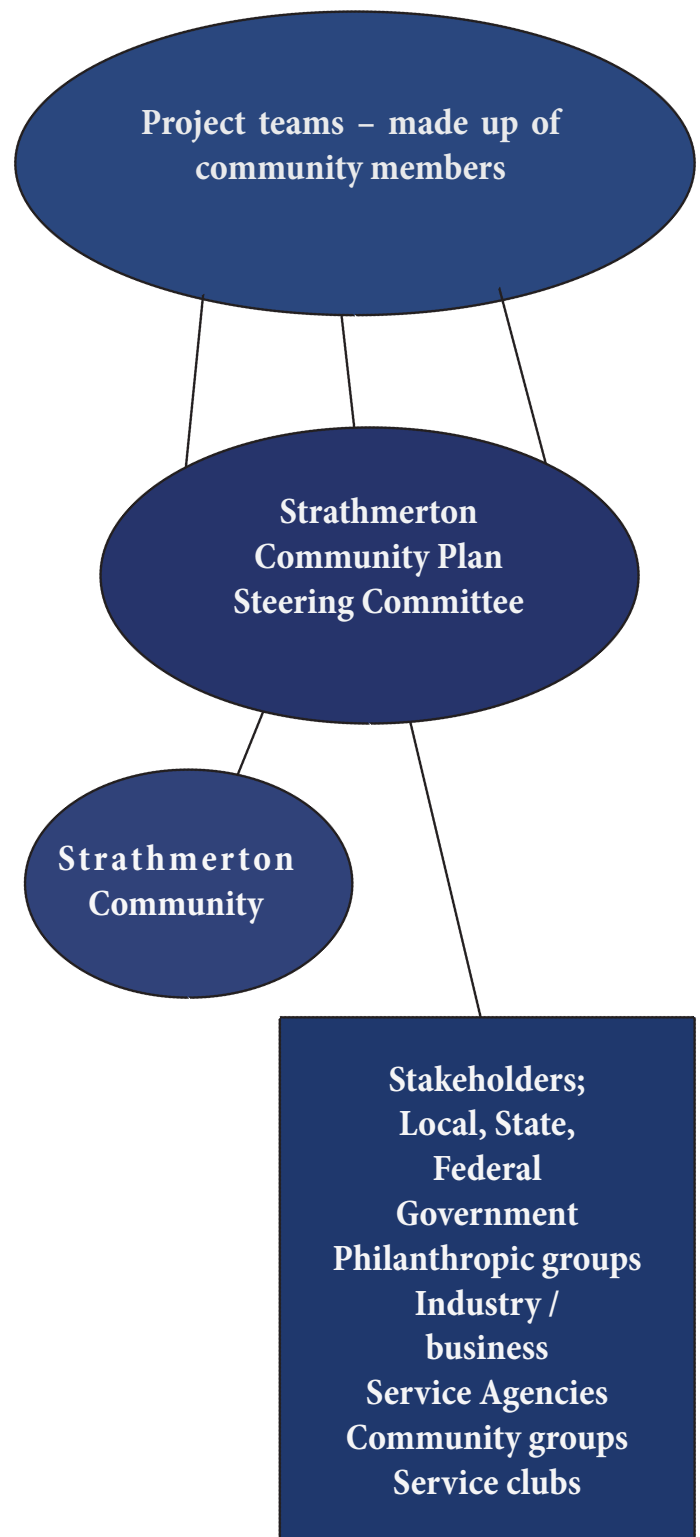 Project teams – made up of
community members
Strathmerton
Community Plan
Steering Committee
Strathmerton
Community
Stakeholders;
Local, State,
Federal
Government
Philanthropic groups
Industry /
business
Service Agencies
Community groups
Service clubs